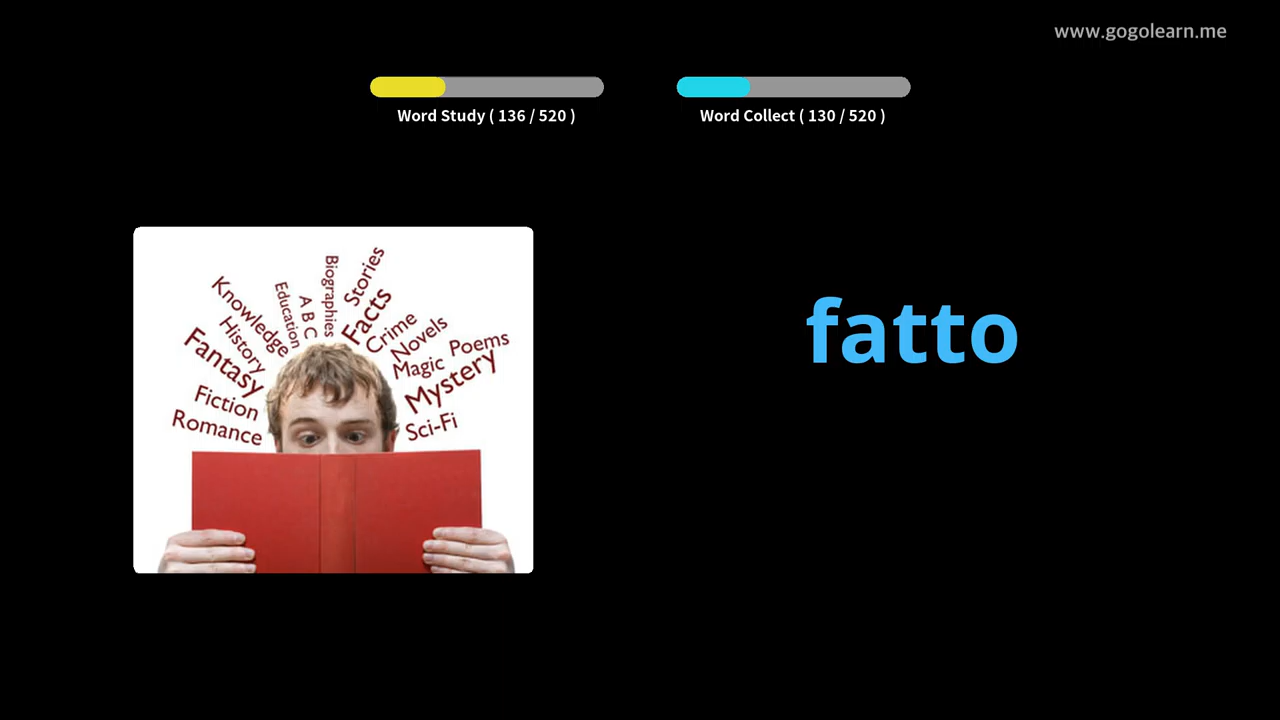 www.gogolearn.me
Word Study ( 136 / 520 )
Word Collect ( 130 / 520 )
Biographies
Stories
Education
A B C
Facts
Knowledge
Crime
History
Novels
Fantasy
Magic
Poems
Mystery
Fiction
Romance
Sci-Fi
fatto